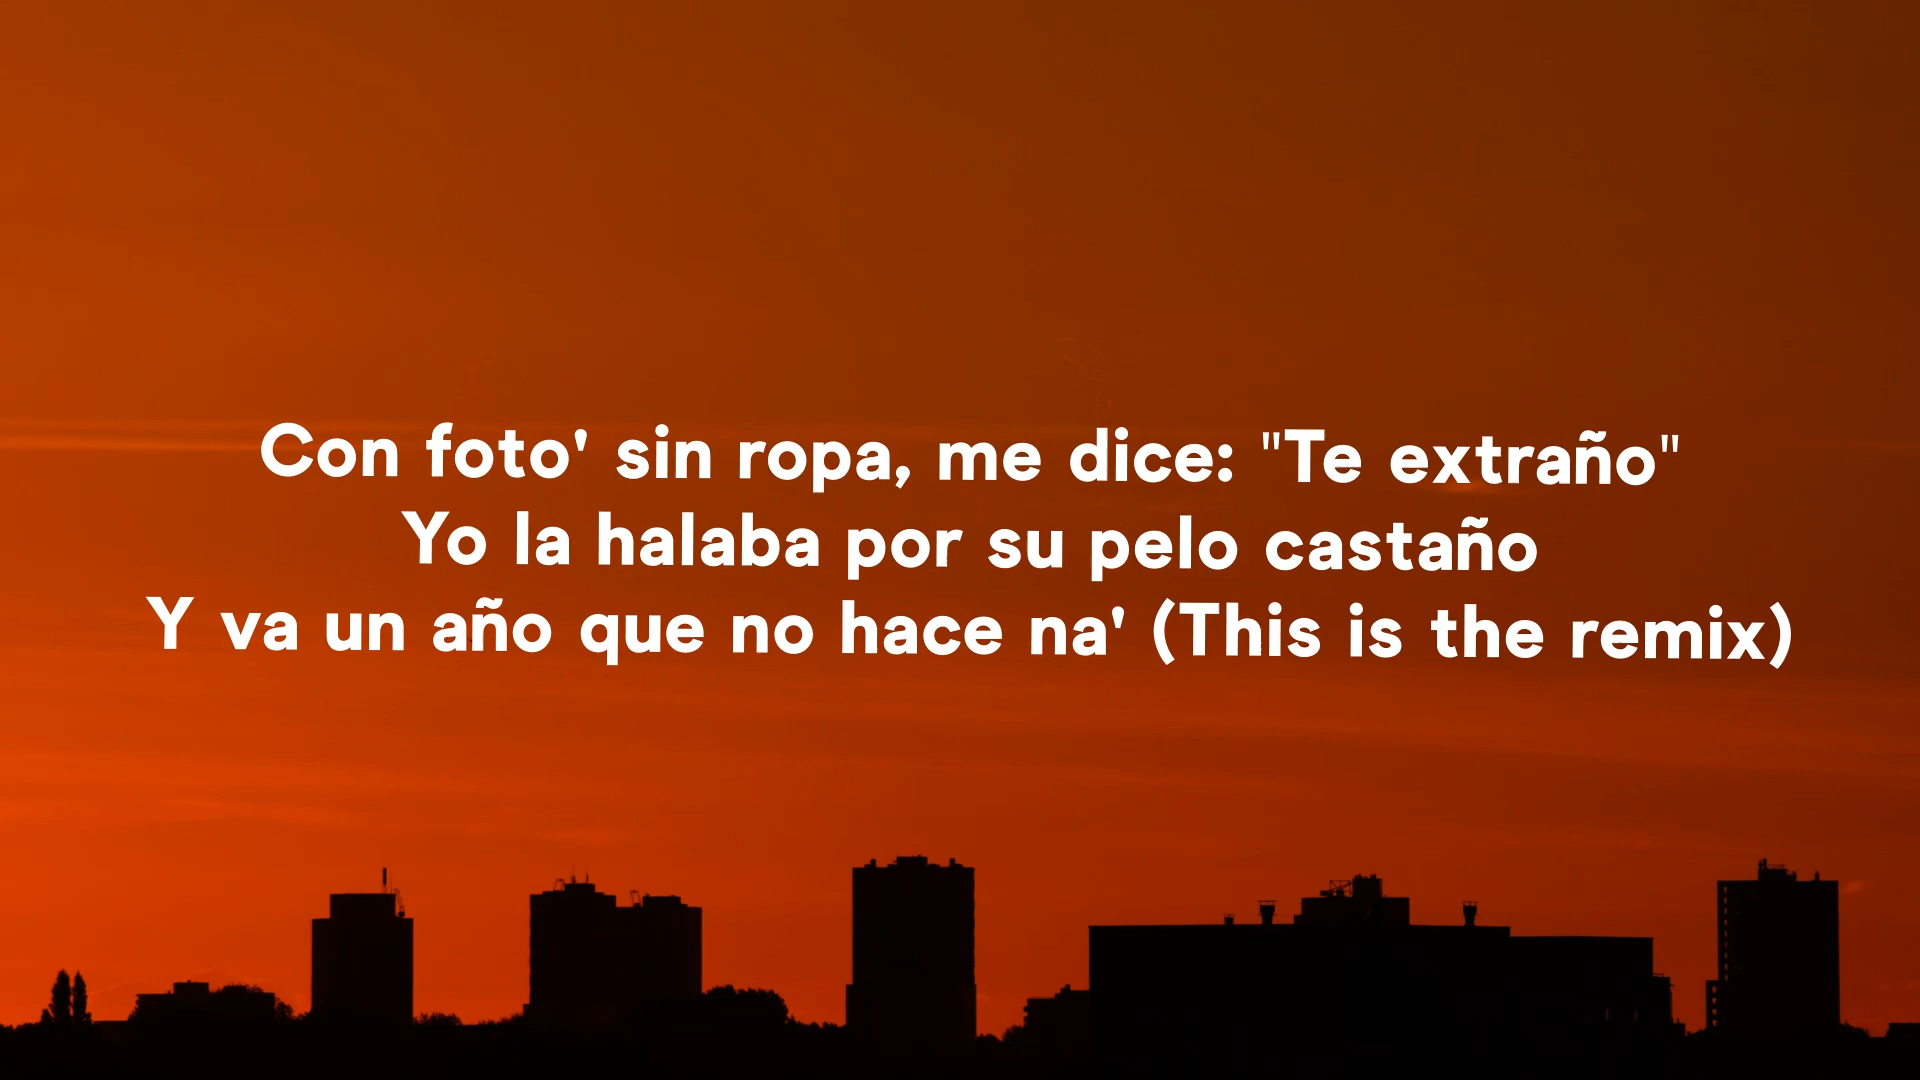 Con foto' sin ropa, me dice: "Te extraño"
Yo la halaba por su pelo castaño
Y va un año que no hace na' (This is the remix)